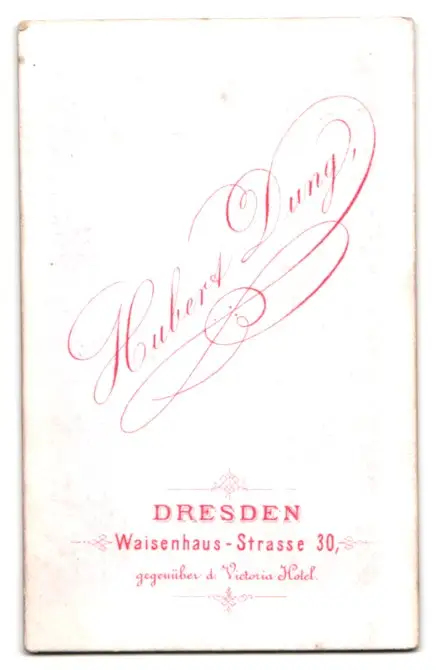 Hubert Dung,
DRESDEN
Waisenhaus-Strasse 30,
gegenüber d. Victoria Hotel.